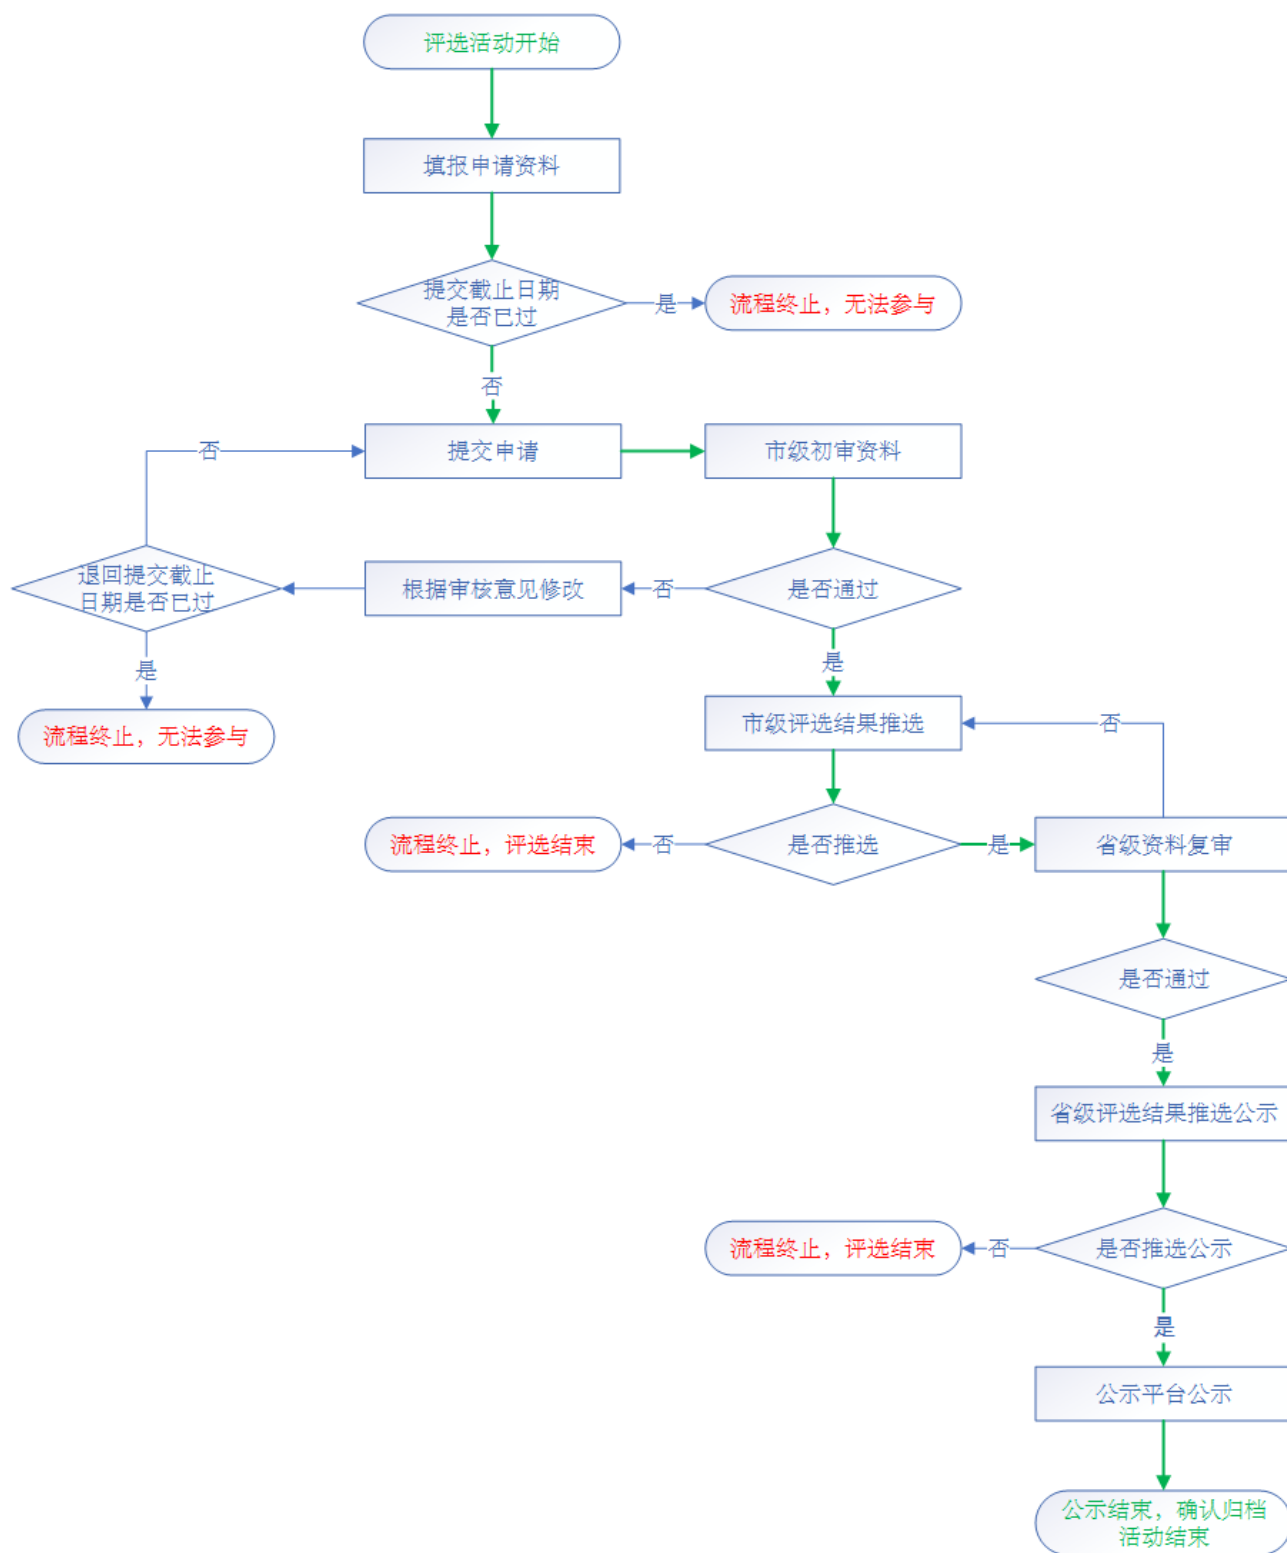 评选活动开始
填报申请资料
提交截止日期
是否已过
是
流程终止，无法参与
否
否
提交申请
市级初审资料
退回提交截止
日期是否已过
根据审核意见修改
否
是否通过
是
是
流程终止，无法参与
市级评选结果推选
否
流程终止，评选结束
否
是否推选
是
省级资料复审
是否通过
是
省级评选结果推选公示
流程终止，评选结束
否
是否推选公示
是
公示平台公示
公示结束，确认归档
活动结束